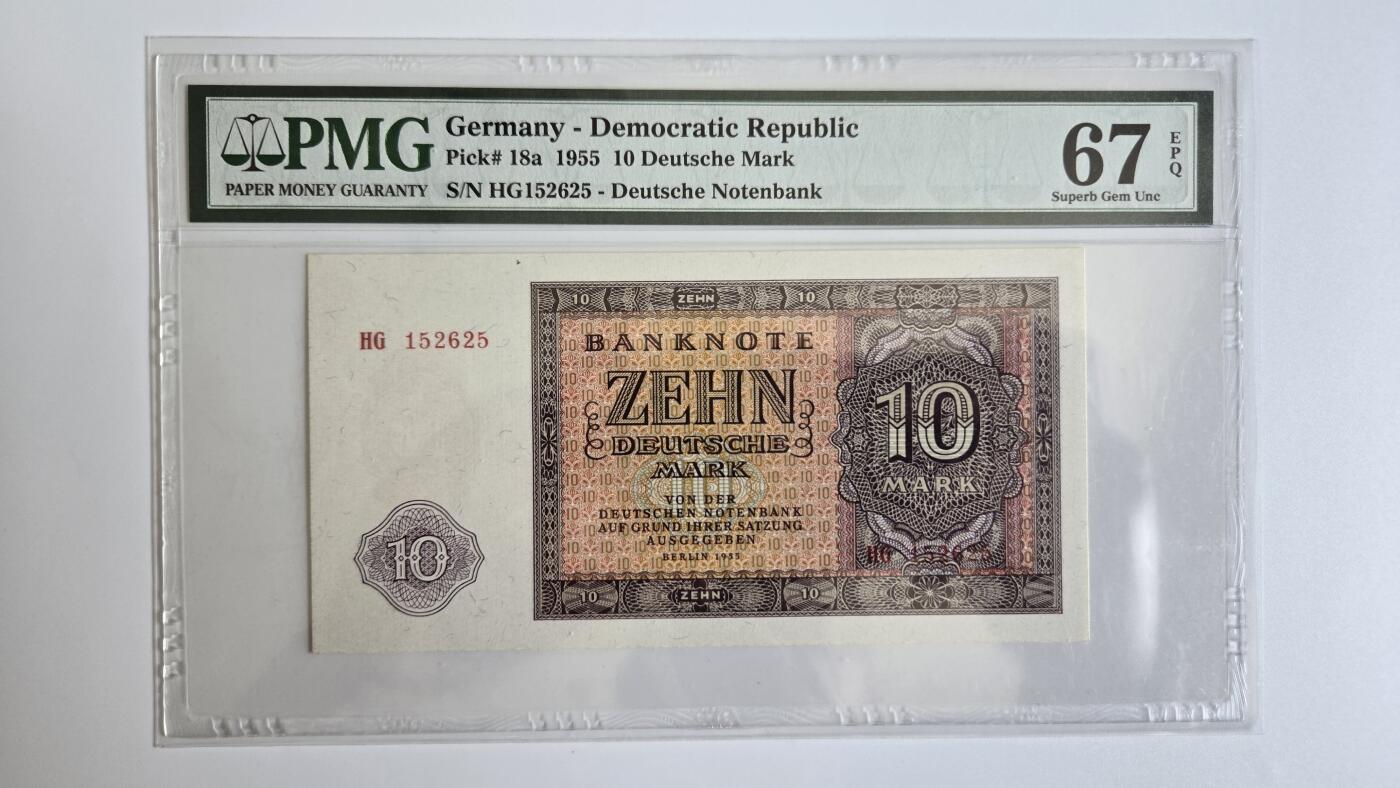 PMG
PAPER MONEY GUARANTY
Germany - Democratic Republic
Pick# 18a 1955 10 Deutsche Mark
S/N HG152625 - Deutsche Notenbank
67
EPQ
Superb Gem Unc
10 ZEHN 10
HG 152625
BANKNOTE
ZEHN
DEUTSCHE
MARK
VON DER
DEUTSCHEN NOTENBANK
AUF GRUND IHRER SATZUNG
AUSGEGEBEN
BERLIN 1955
10
MARK
HG 152625
10
10 ZEHN 10